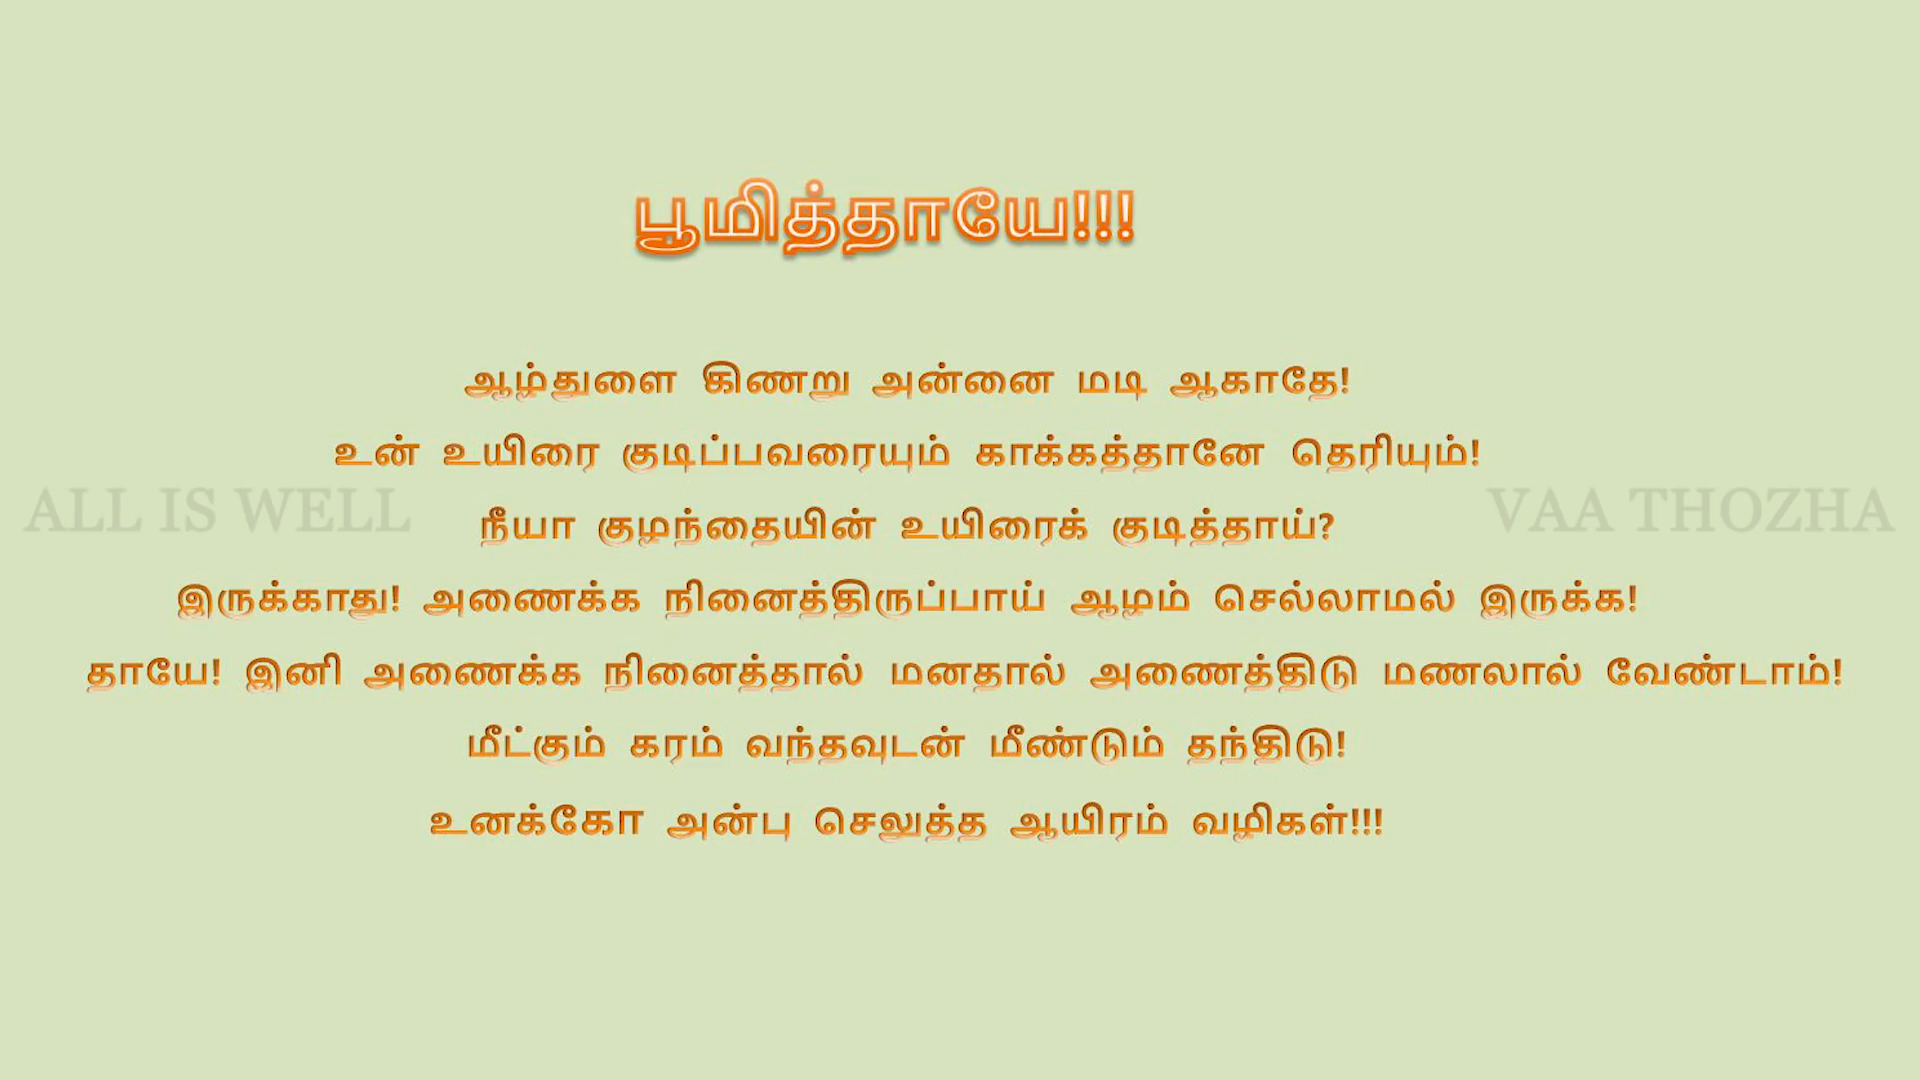 பூமித்தாயே!!!
ஆழ்துளை கிணறு அன்னை மடி ஆகாதே!
உன் உயிரை குடிப்பவரையும் காக்கத்தானே தெரியும்!
ALL IS WELL VAA THOZHA
நீயா குழந்தையின் உயிரைக் குடித்தாய்?
இருக்காது! அணைக்க நினைத்திருப்பாய் ஆழம் செல்லாமல் இருக்க!
தாயே! இனி அணைக்க நினைத்தால் மனதால் அணைத்திடு மணலால் வேண்டாம்!
மீட்கும் கரம் வந்தவுடன் மீண்டும் தந்திடு!
உனக்கோ அன்பு செலுத்த ஆயிரம் வழிகள்!!!